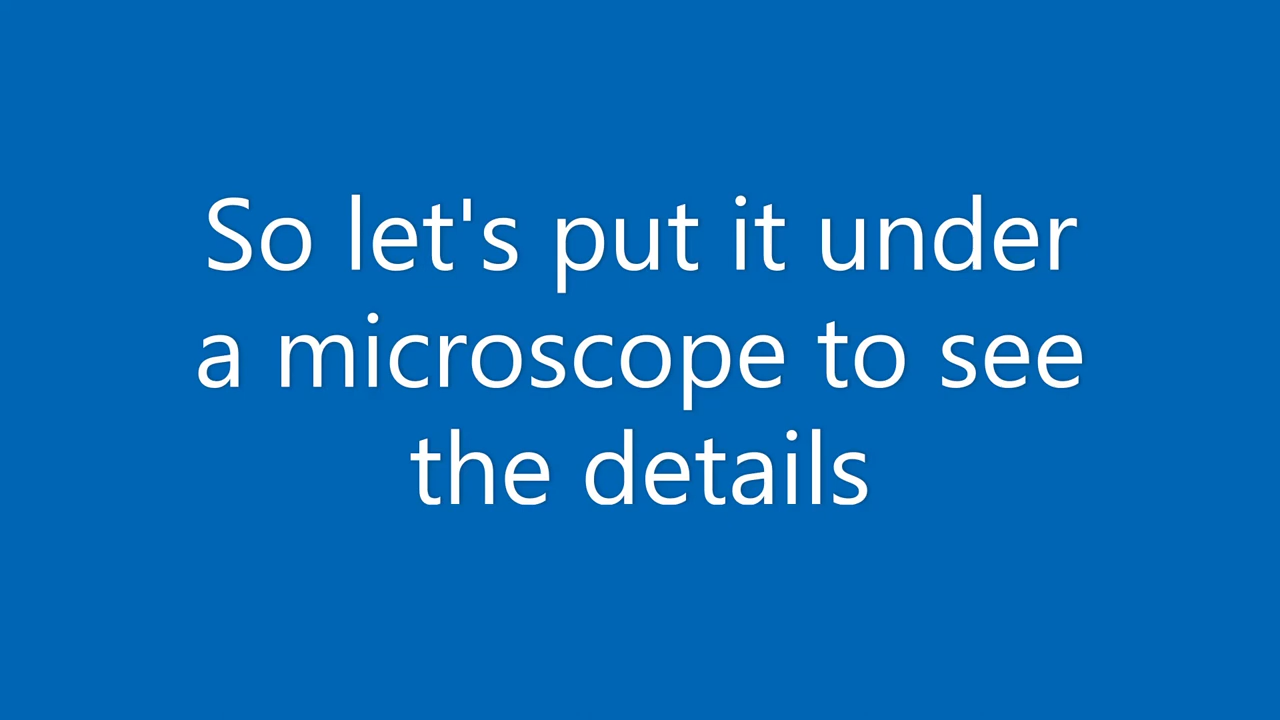 So let's put it under
a microscope to see
the details